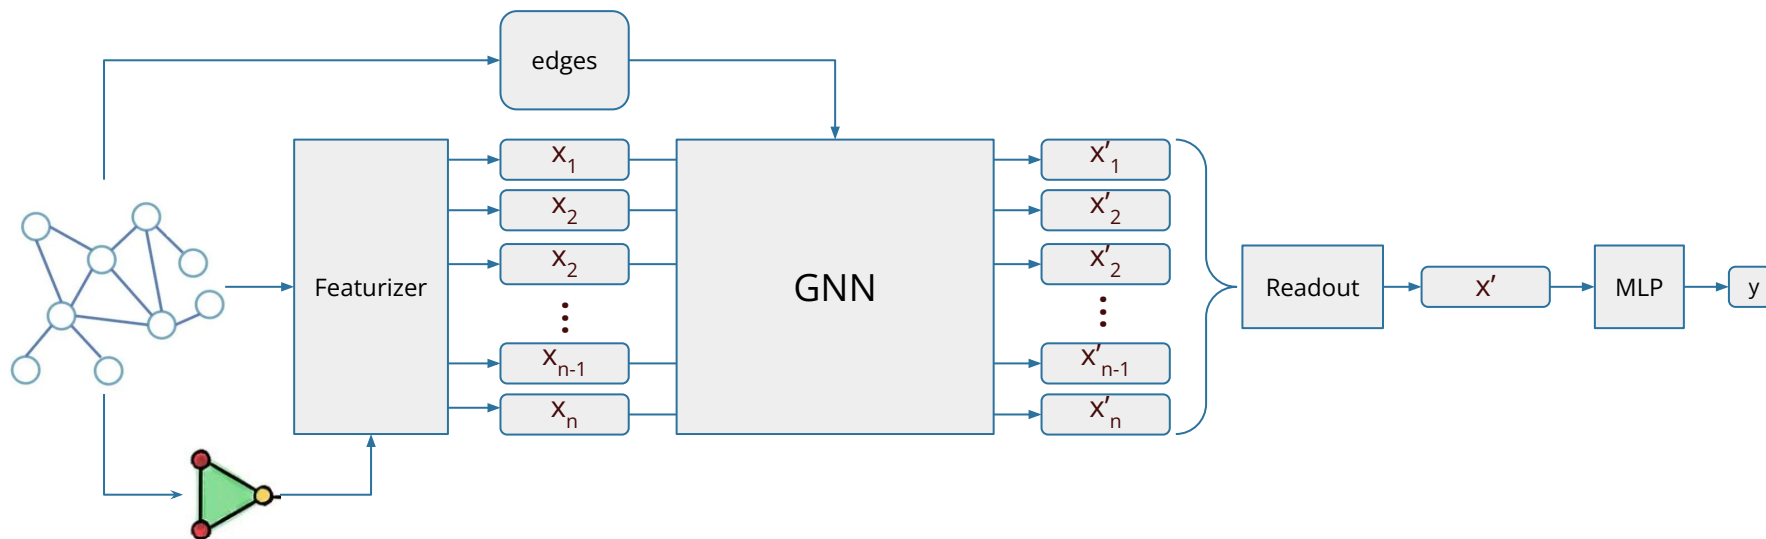 edges
Featurizer
x1
x2
x2
⋮
xn-1
xn
GNN
x′1
x′2
x′2
⋮
x′n-1
x′n
Readout
x′
MLP
y